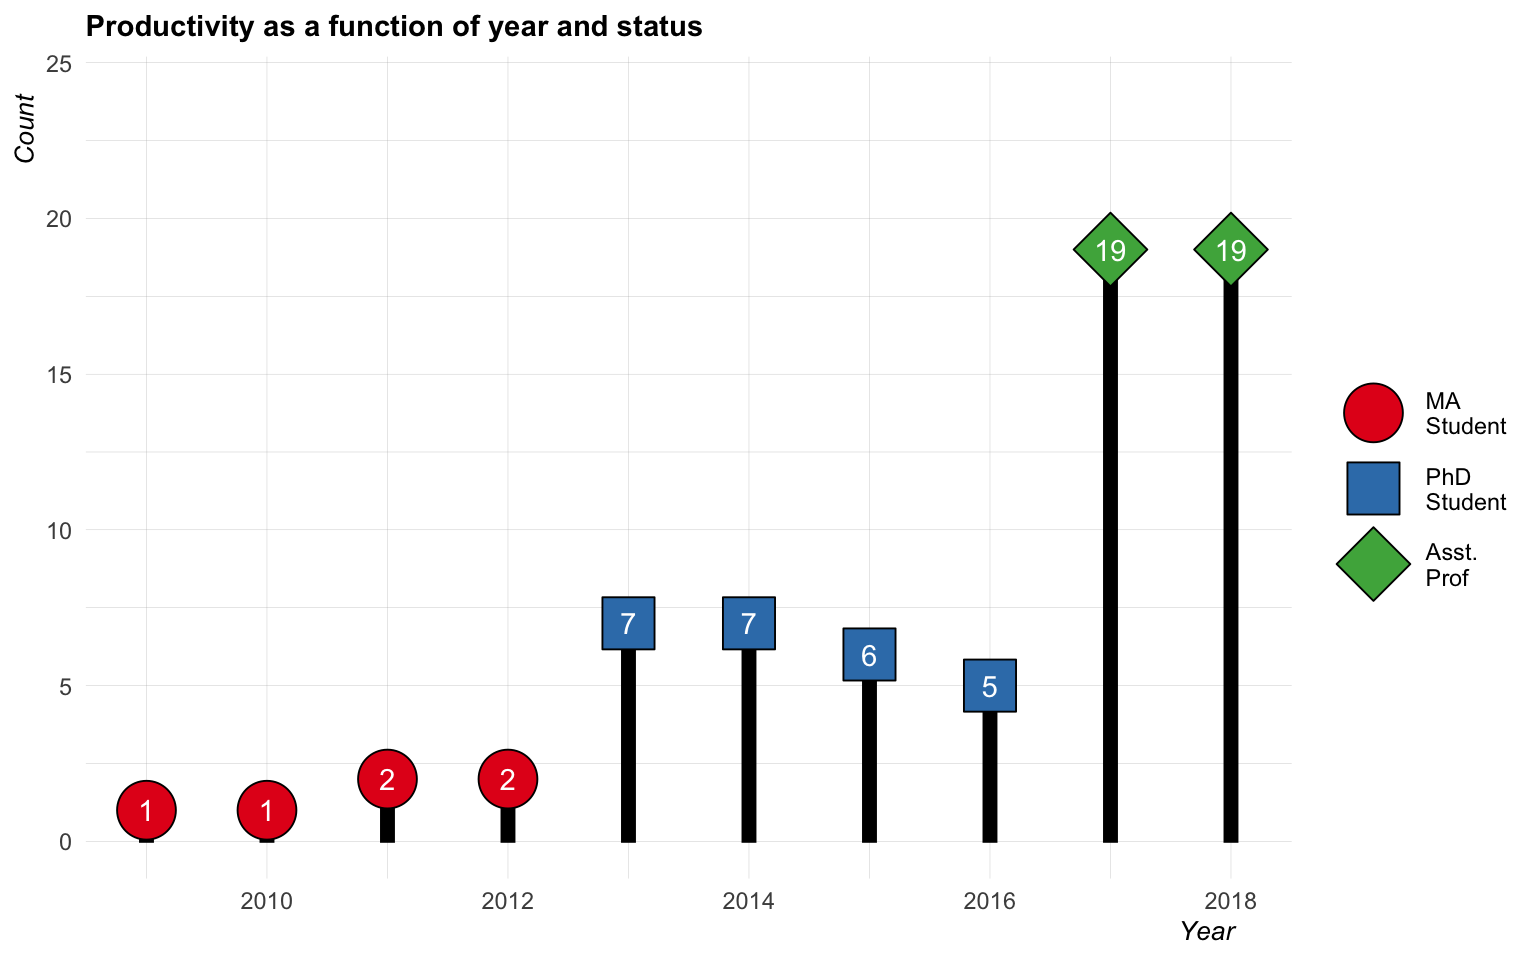 Productivity as a function of year and status
Count
25
20
15
10
5
0
19
19
7
7
6
5
2
2
1
1
2010
2012
2014
2016
2018
Year
MA
Student
PhD
Student
Asst.
Prof